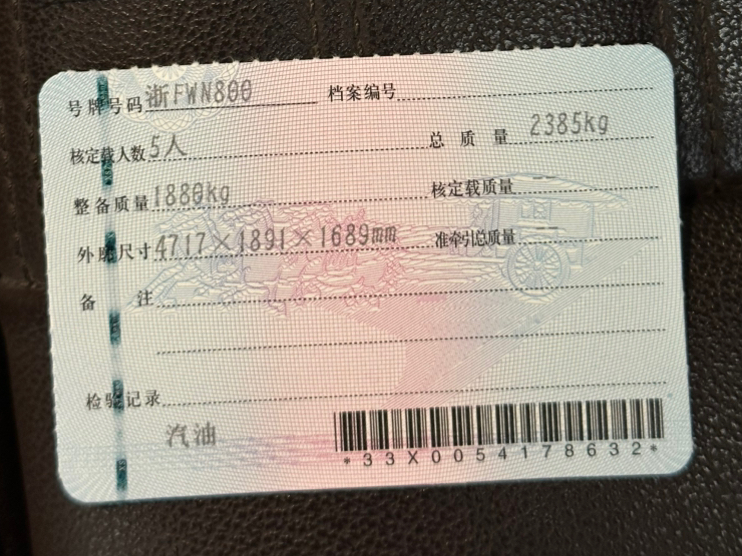 号牌号码 浙FWN800 档案编号
核定载人数 5人 总质量 2385kg
整备质量 1880kg 核定载质量 --
外廓尺寸 4717×1891×1689mm 准牵引总质量 --
备注
检验记录
汽油
*33X0054178632*